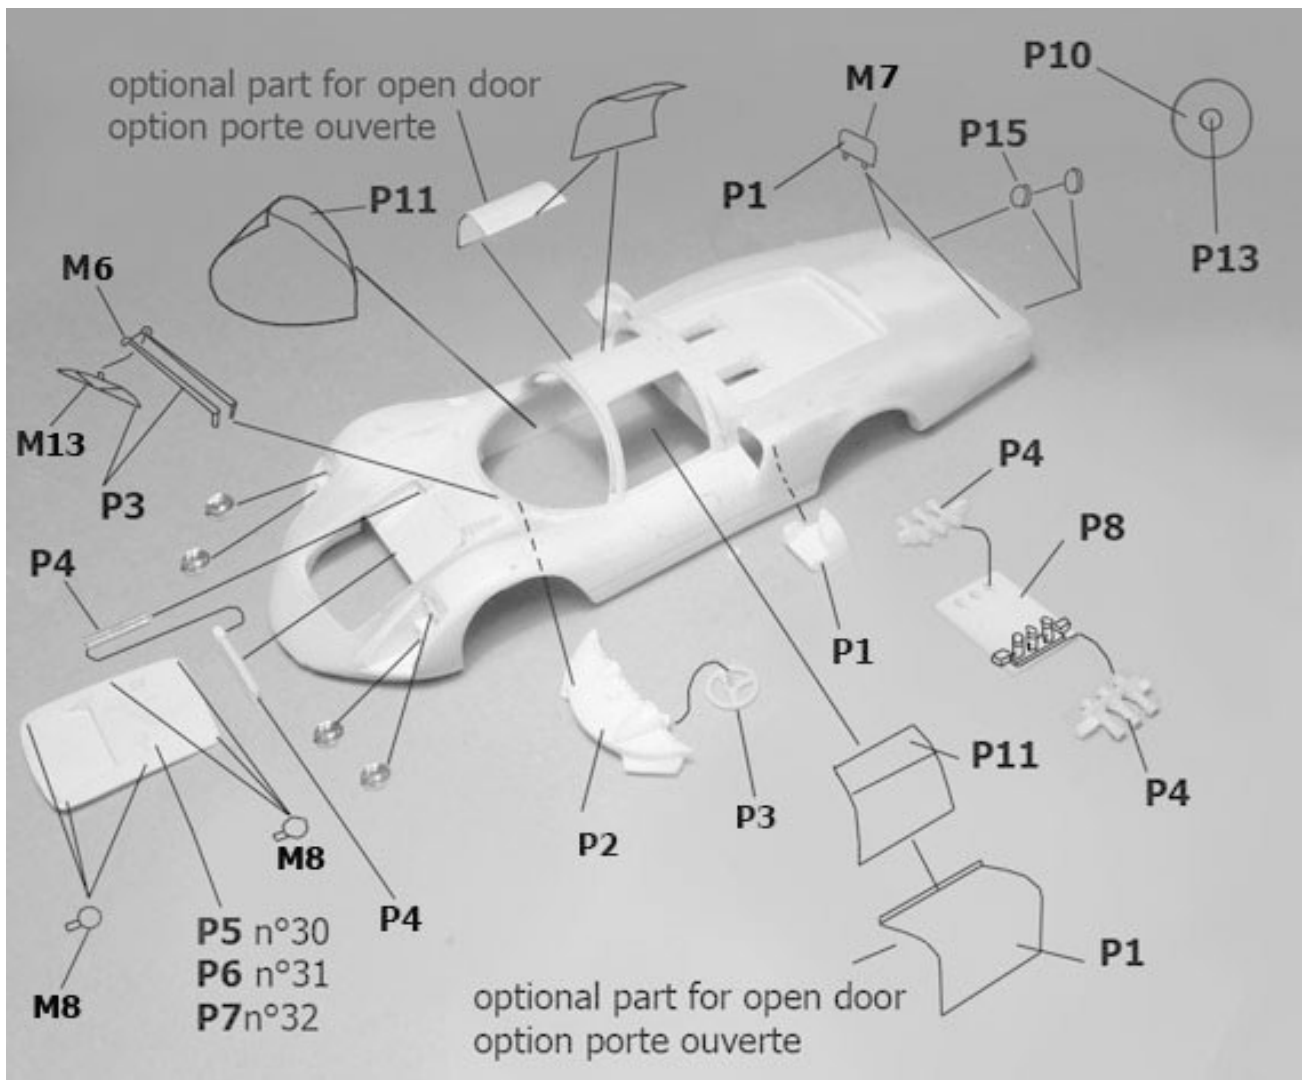 optional part for open door
option porte ouverte
P10
M7
P15
P1
P11
P13
M6
M13
P3
P4
P4
P8
P1
P11
P4
P3
P2
M8
P4
P5 n°30
P6 n°31
P7n°32
M8
P1
optional part for open door
option porte ouverte